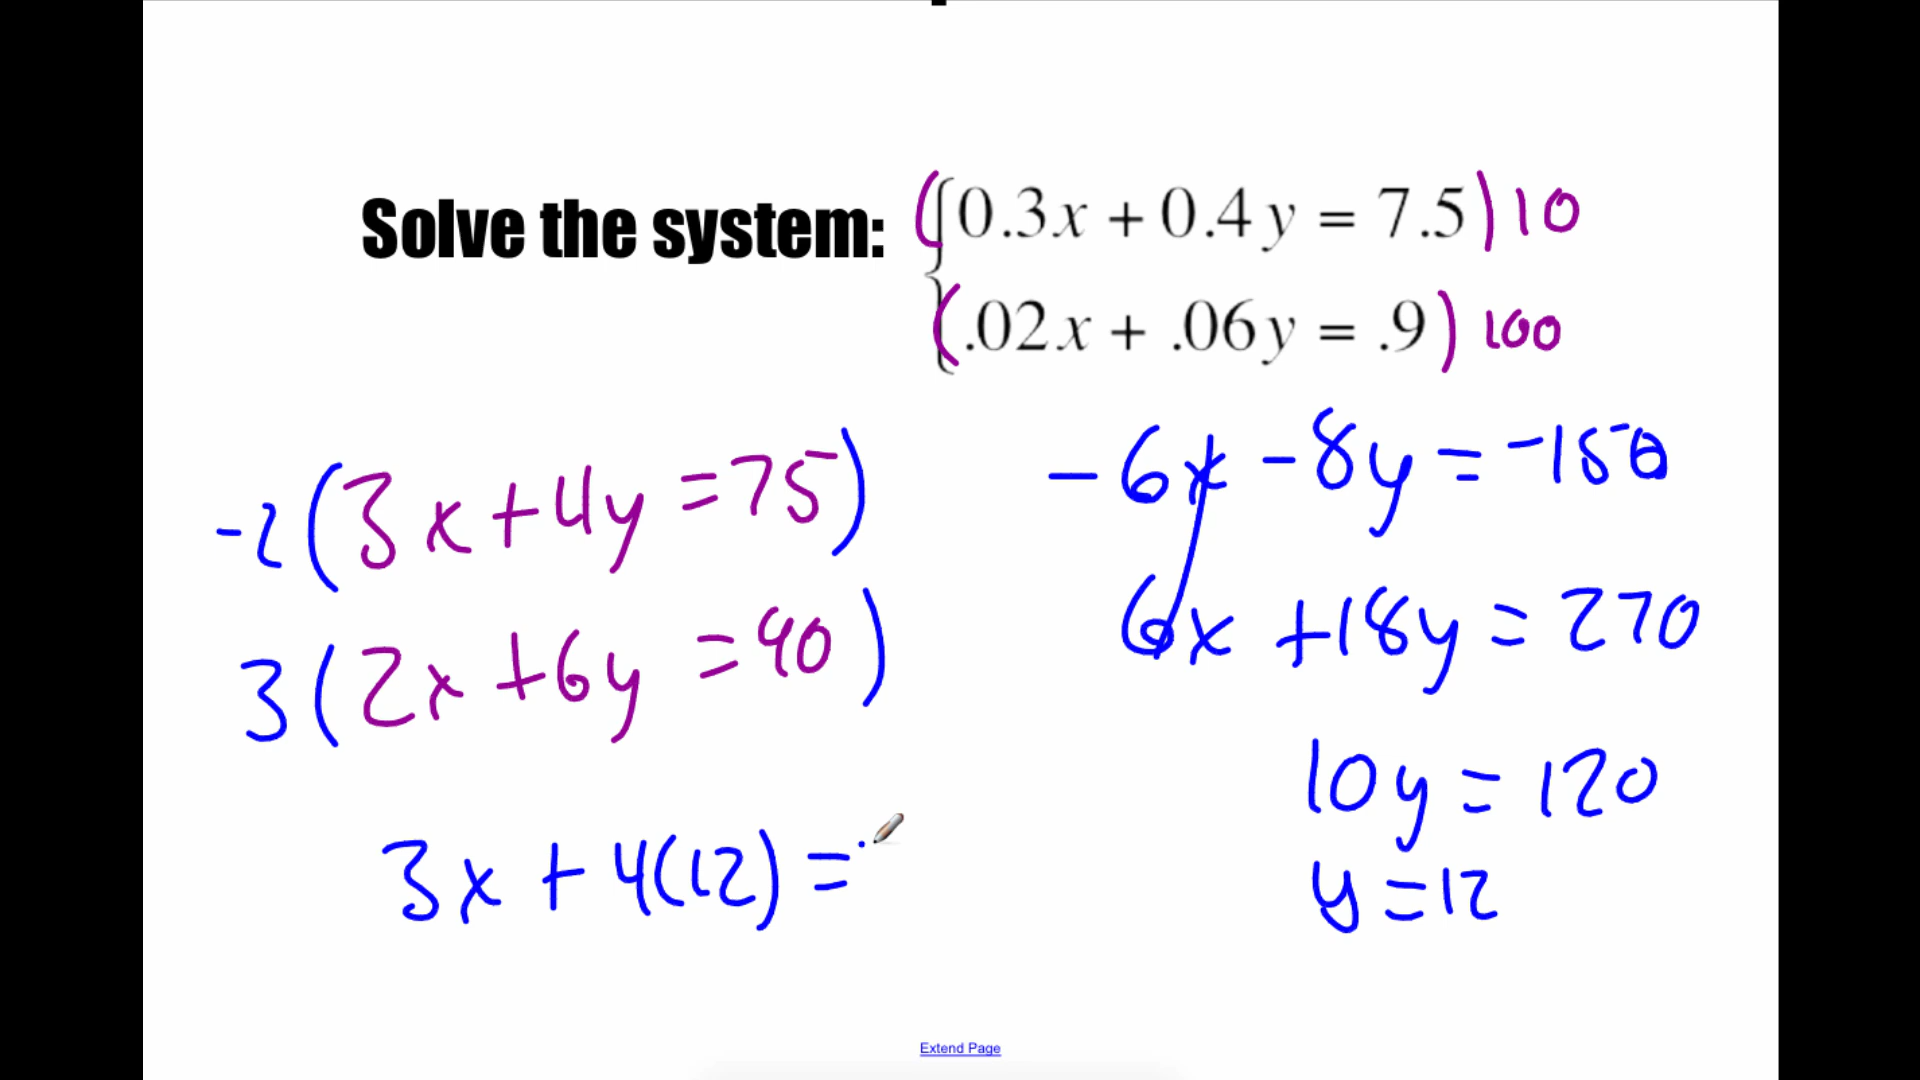 Solve the system: (0.3x + 0.4y = 7.5) 10
(.02x + .06y = .9) 100
-2(3x+4y=75)
3(2x+6y=90)
3x + 4(12) =
-6x -8y = -150
6x +18y = 270
10y = 120
y = 12
Extend Page